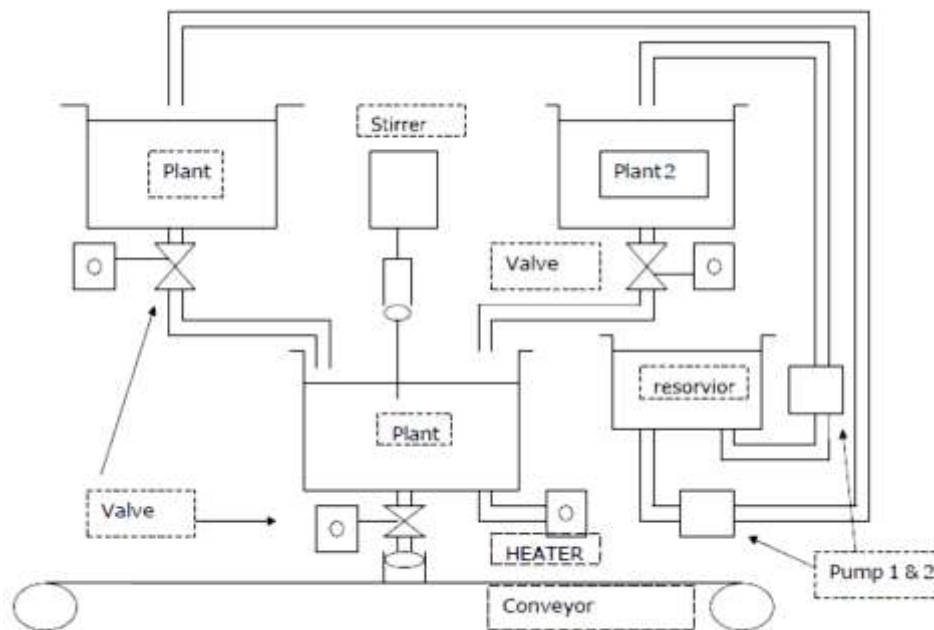 Stirrer
Plant
Plant 2
Valve
resorvior
Plant
Valve
HEATER
Pump 1 & 2
Conveyor